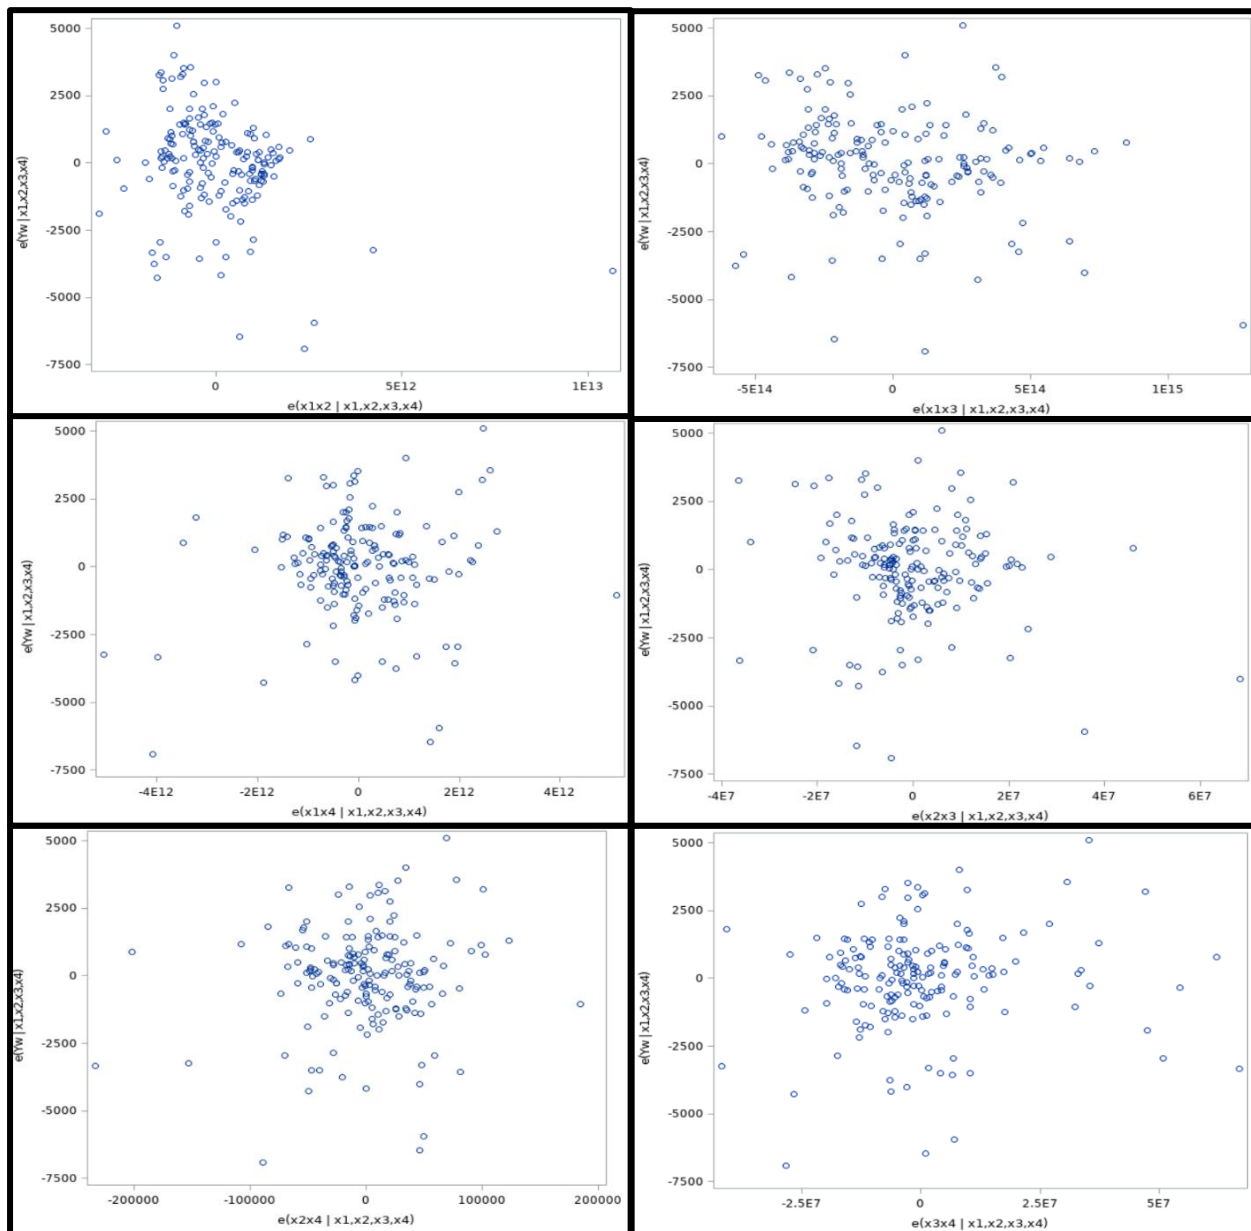 5000
2500
0
-2500
-5000
-7500
e(Yw | x1,x2,x3,x4)
0 5E12 1E13
e(x1x2 | x1,x2,x3,x4)
5000
2500
0
-2500
-5000
-7500
e(Yw | x1,x2,x3,x4)
-5E14 0 5E14 1E15
e(x1x3 | x1,x2,x3,x4)
5000
2500
0
-2500
-5000
-7500
e(Yw | x1,x2,x3,x4)
-4E12 -2E12 0 2E12 4E12
e(x1x4 | x1,x2,x3,x4)
5000
2500
0
-2500
-5000
-7500
e(Yw | x1,x2,x3,x4)
-4E7 -2E7 0 2E7 4E7 6E7
e(x2x3 | x1,x2,x3,x4)
5000
2500
0
-2500
-5000
-7500
e(Yw | x1,x2,x3,x4)
-200000 -100000 0 100000 200000
e(x2x4 | x1,x2,x3,x4)
5000
2500
0
-2500
-5000
-7500
e(Yw | x1,x2,x3,x4)
-2.5E7 0 2.5E7 5E7
e(x3x4 | x1,x2,x3,x4)